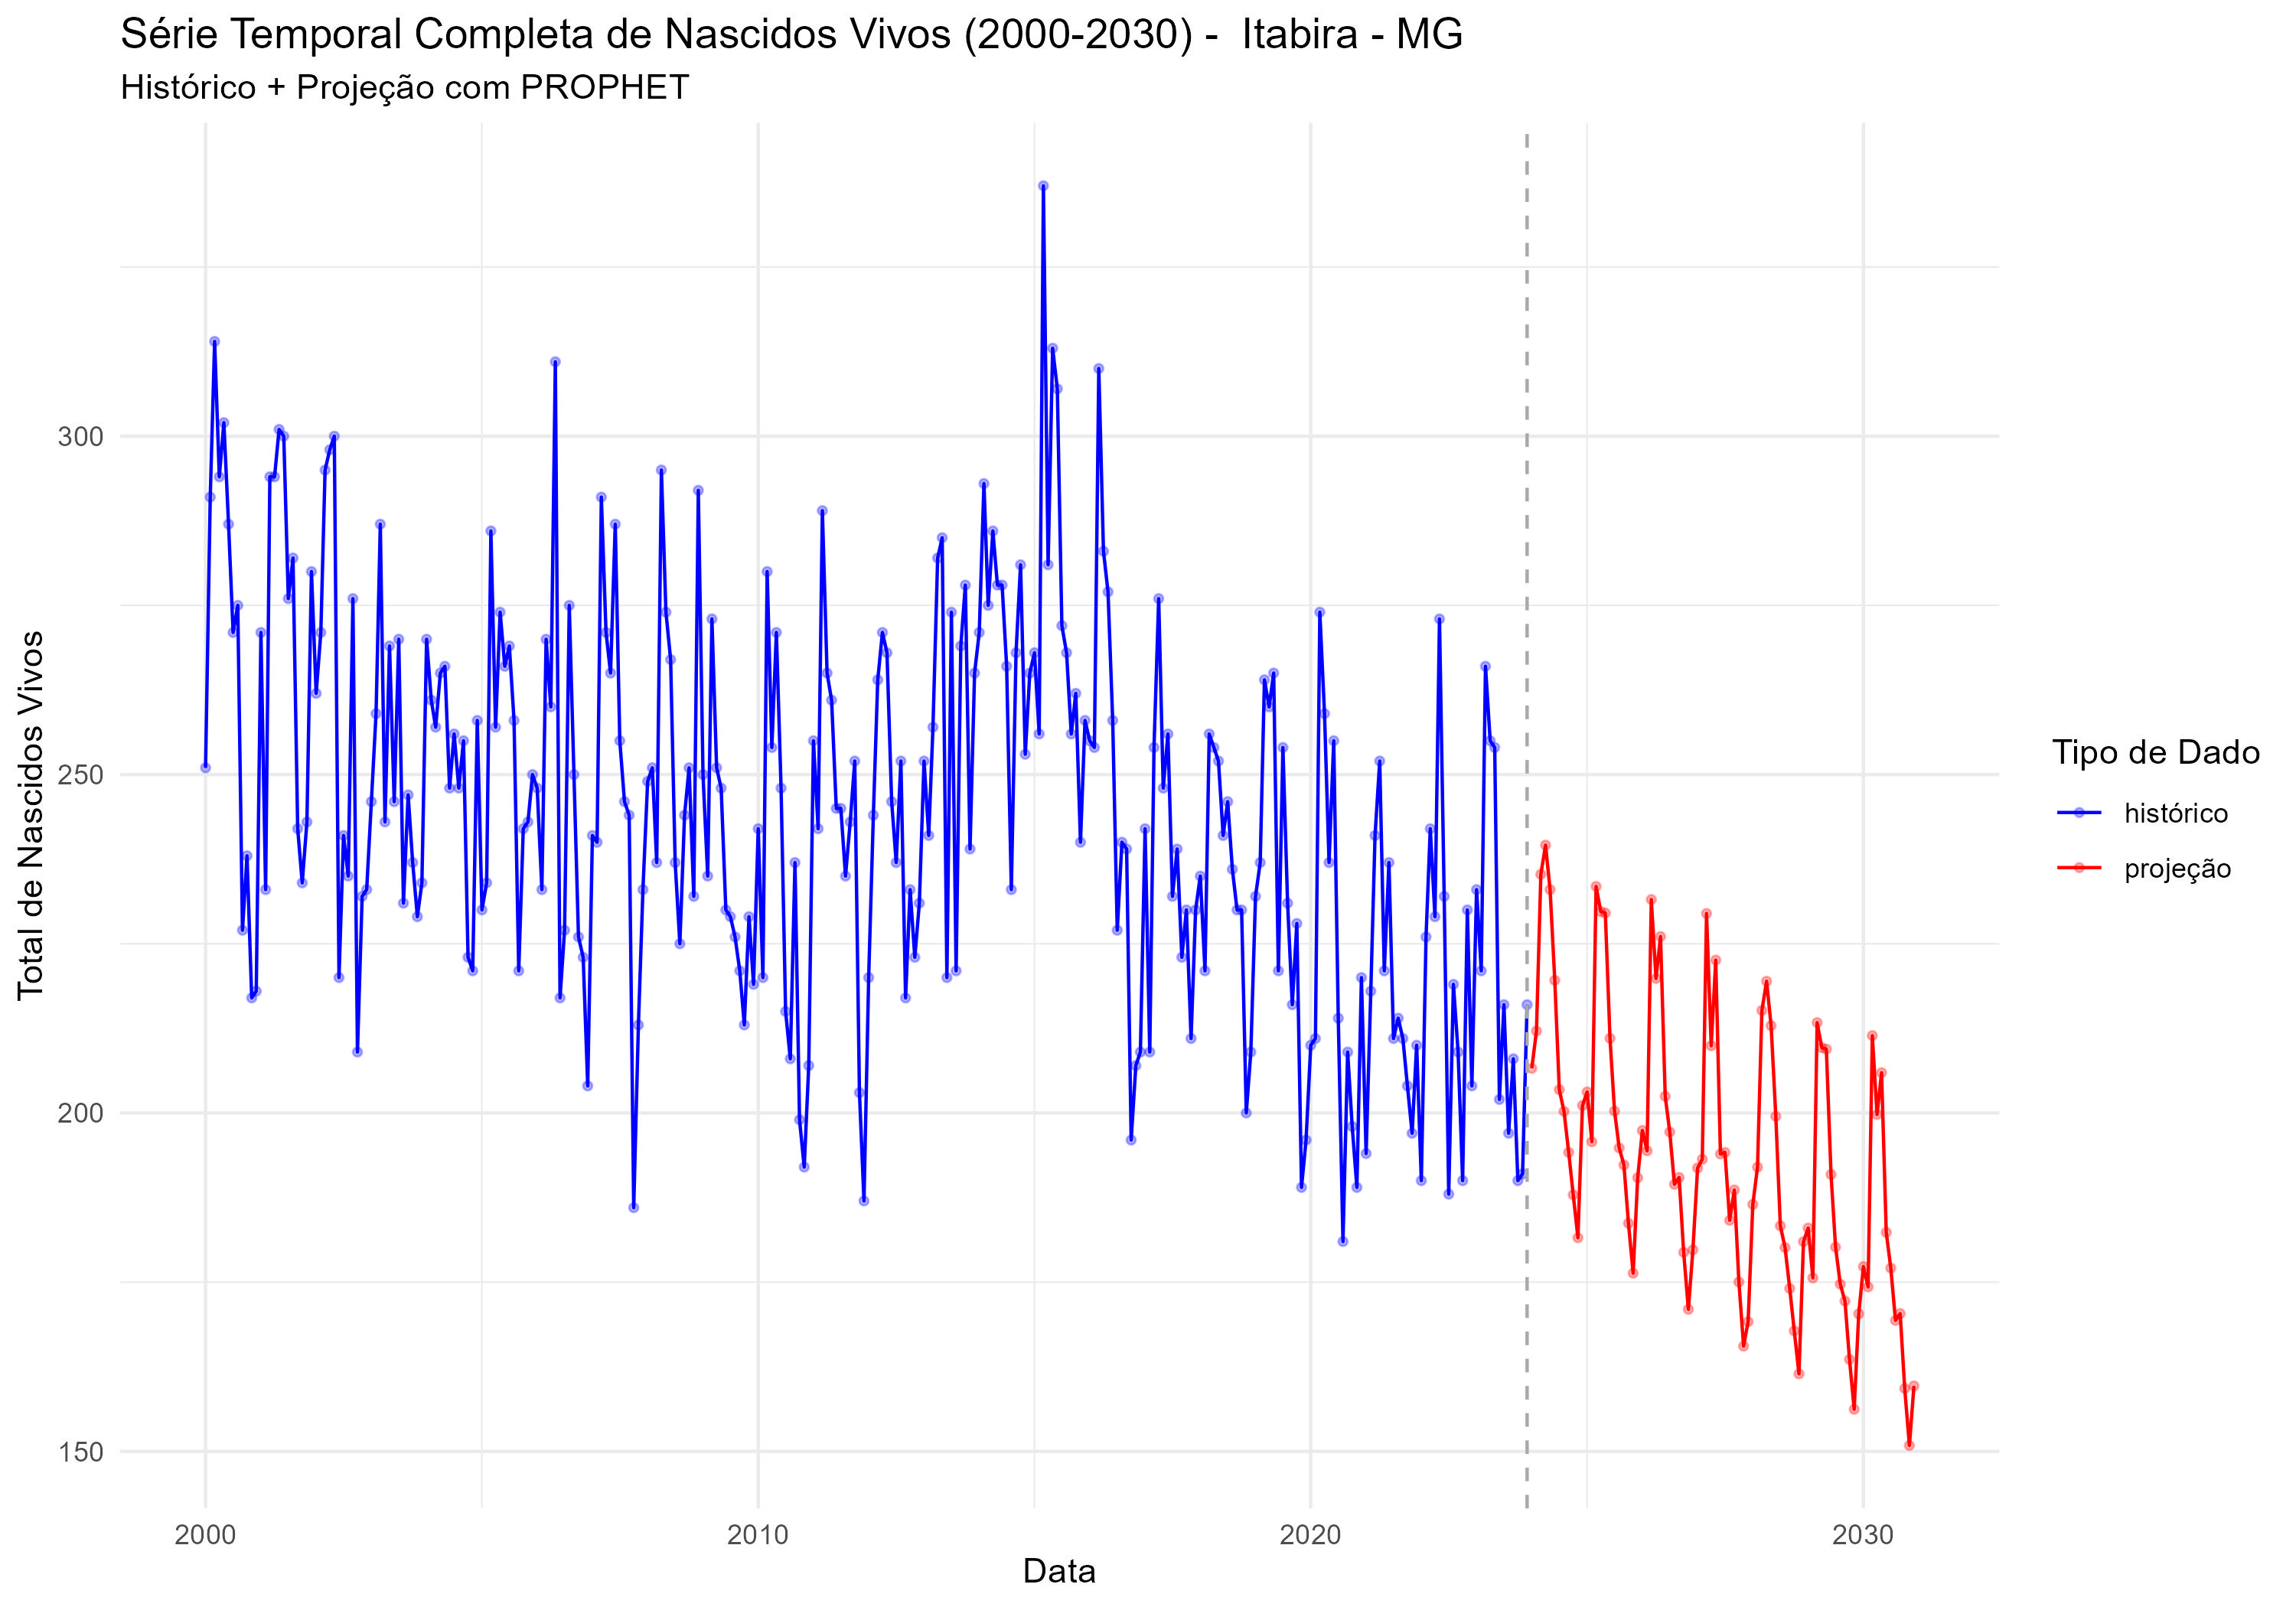 Série Temporal Completa de Nascidos Vivos (2000-2030) -  Itabira - MG
Histórico + Projeção com PROPHET
Total de Nascidos Vivos
300
250
200
150
2000
2010
2020
2030
Data
Tipo de Dado
histórico
projeção